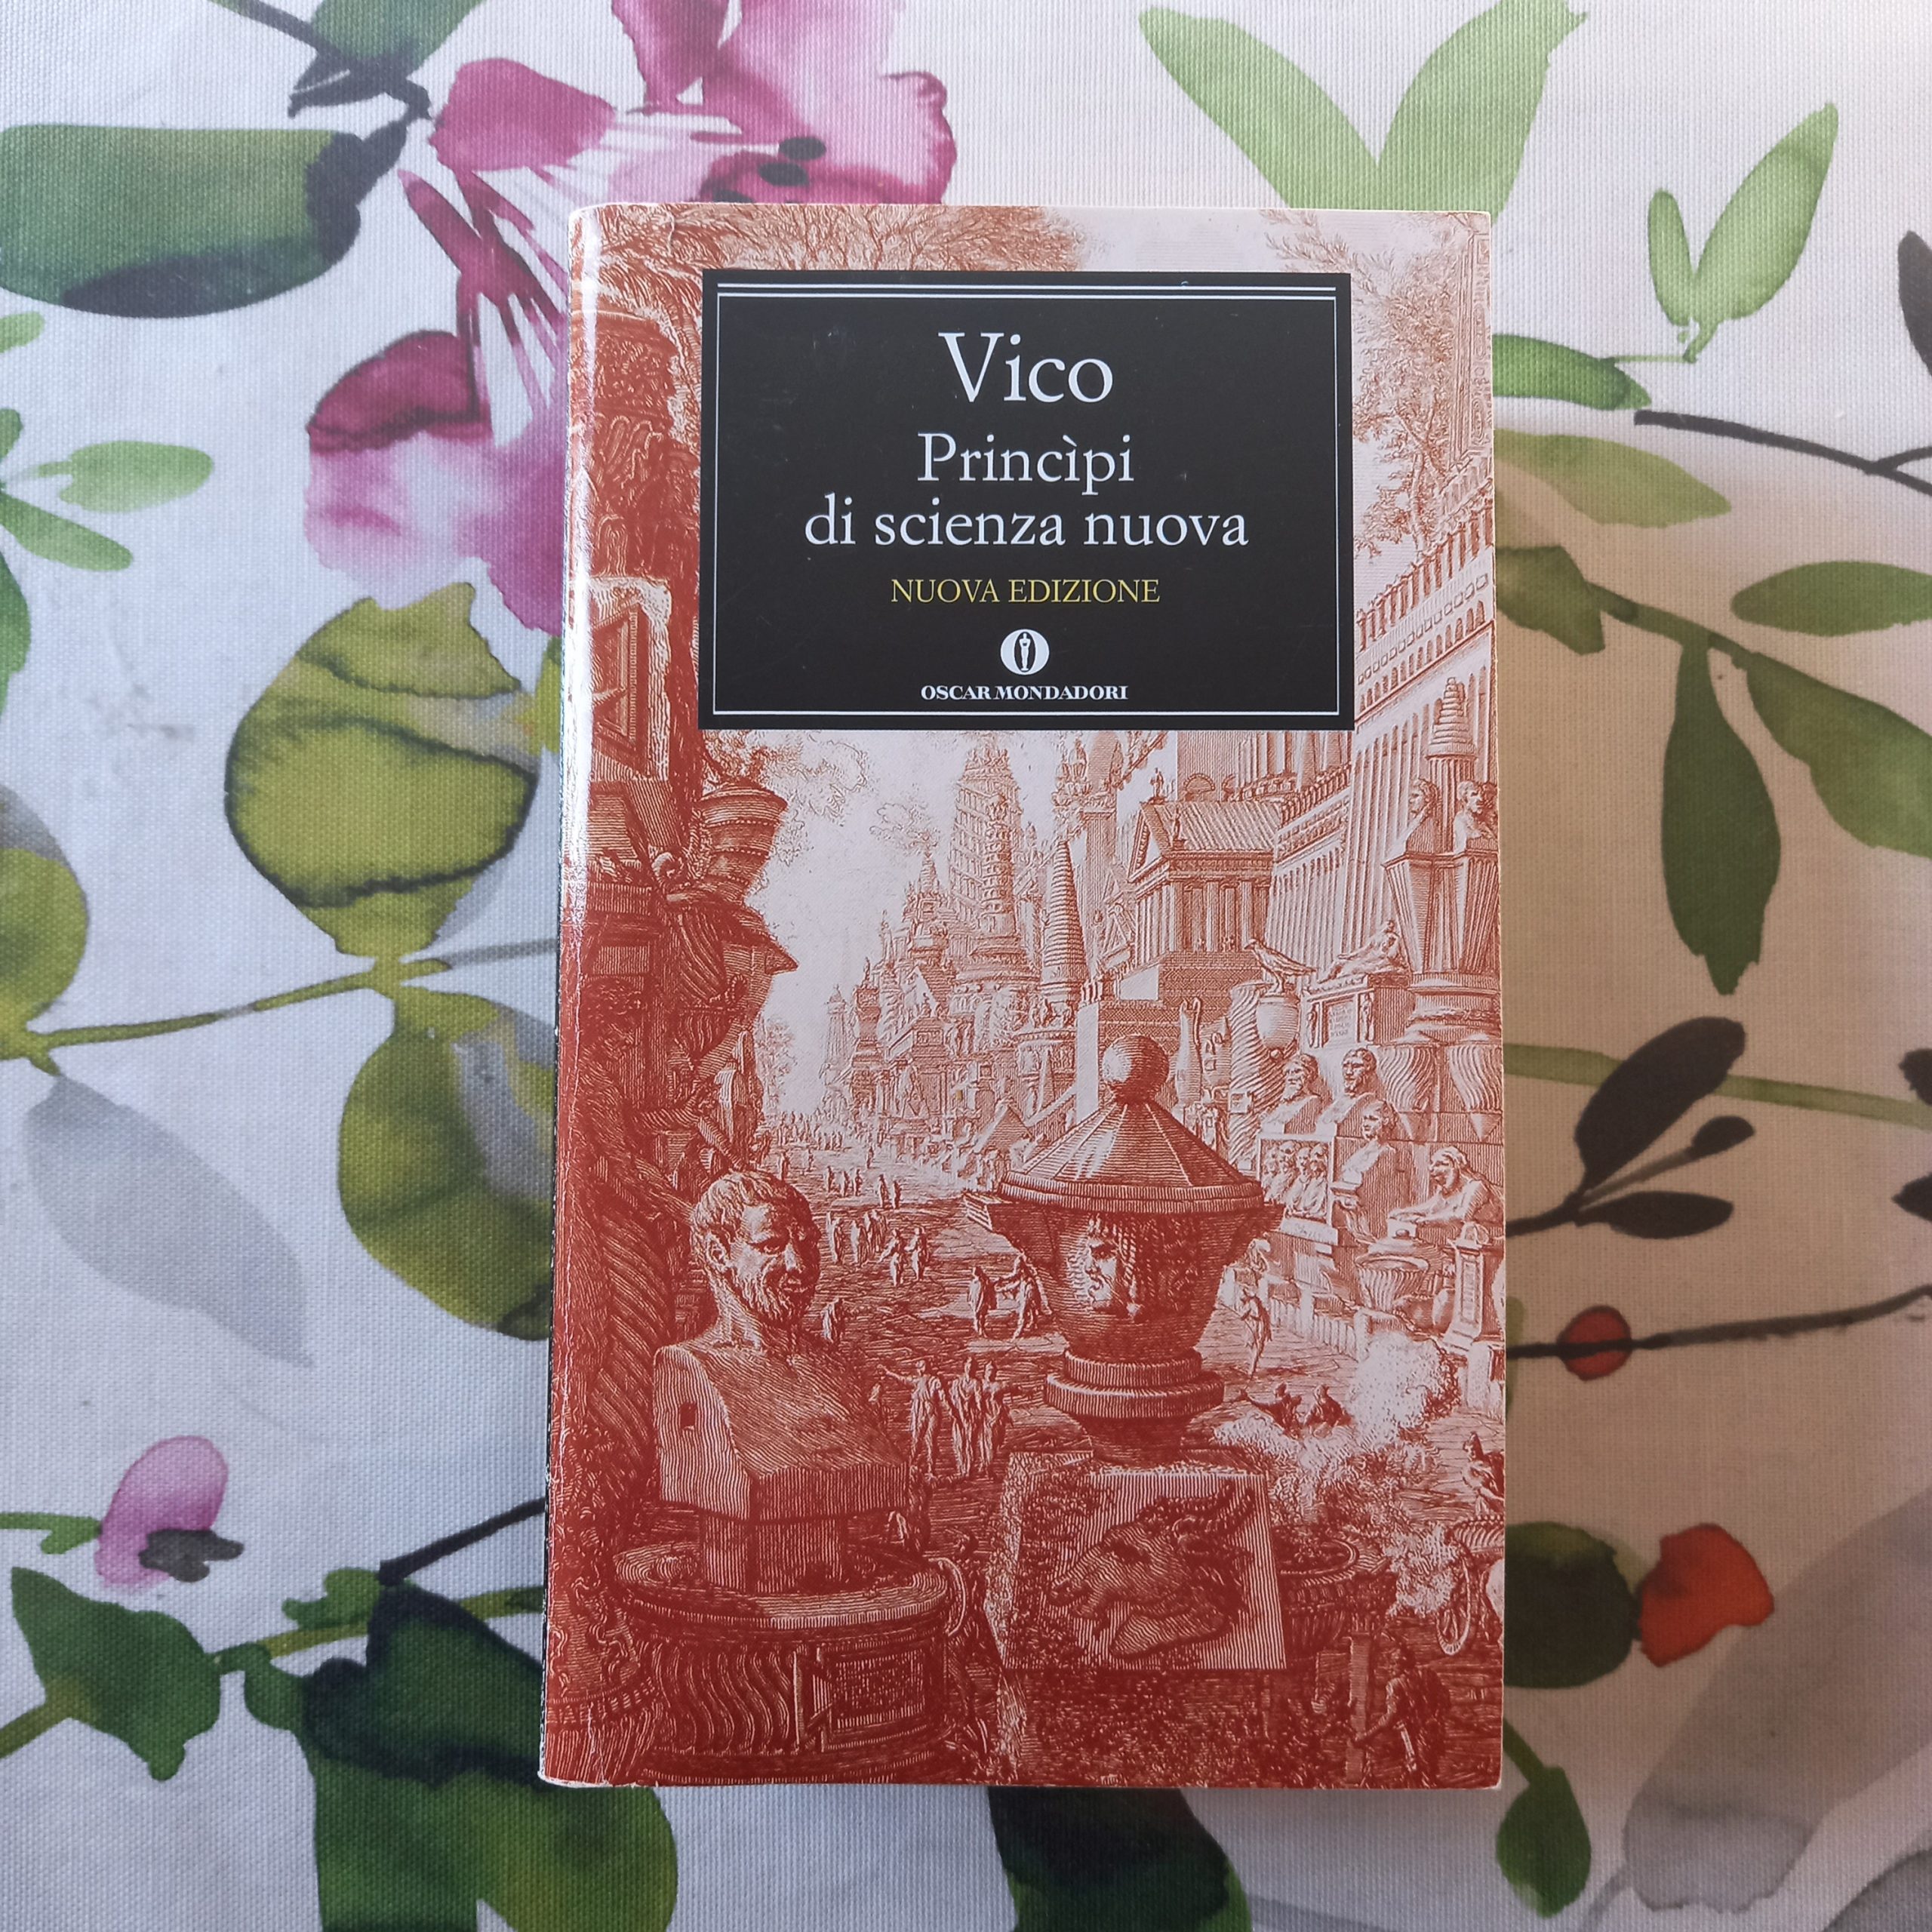 Vico
Princìpi
di scienza nuova
NUOVA EDIZIONE
OSCAR MONDADORI